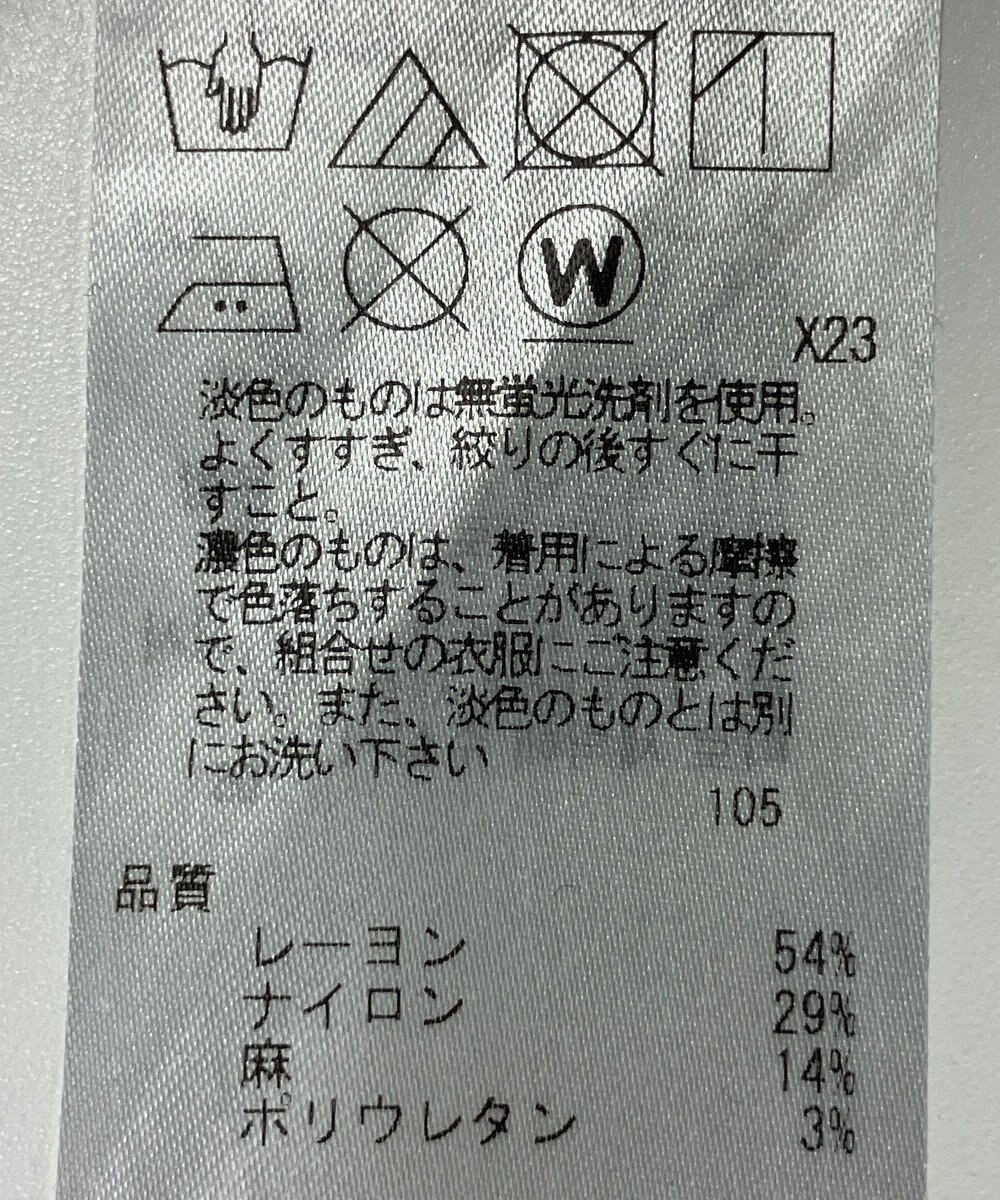 W
X23
淡色のものは無蛍光洗剤を使用。
よくすすぎ、絞りの後すぐに干
すこと。
濃色のものは、着用による摩擦
で色落ちすることがありますの
で、組合せの衣服にご注意くだ
さい。また、淡色のものとは別
にお洗い下さい
105
品質
レーヨン 54%
ナイロン 29%
麻 14%
ポリウレタン 3%